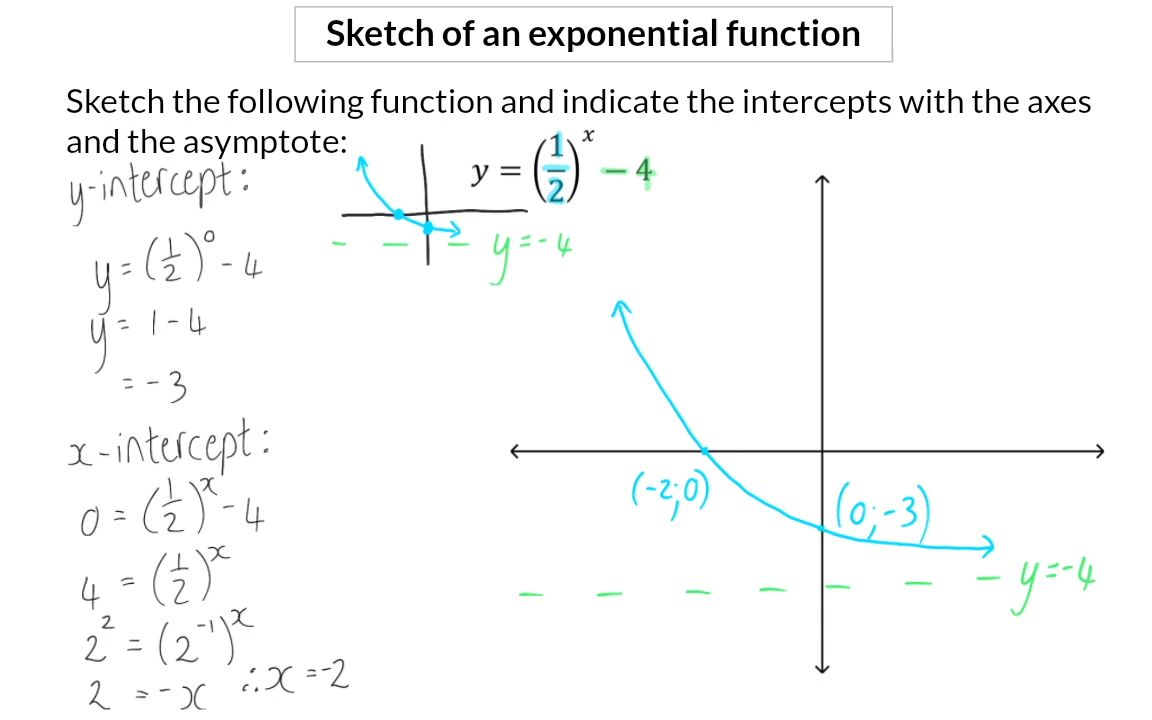 Sketch of an exponential function
Sketch the following function and indicate the intercepts with the axes
and the asymptote:
y = (1/2)^x - 4
y = -4
y-intercept:
y = (1/2)^0 - 4
y = 1 - 4
= -3
x-intercept:
0 = (1/2)^x - 4
4 = (1/2)^x
2^2 = (2^-1)^x
2 = -x ∴ x = -2
(-2;0)
(0;-3)
y = -4